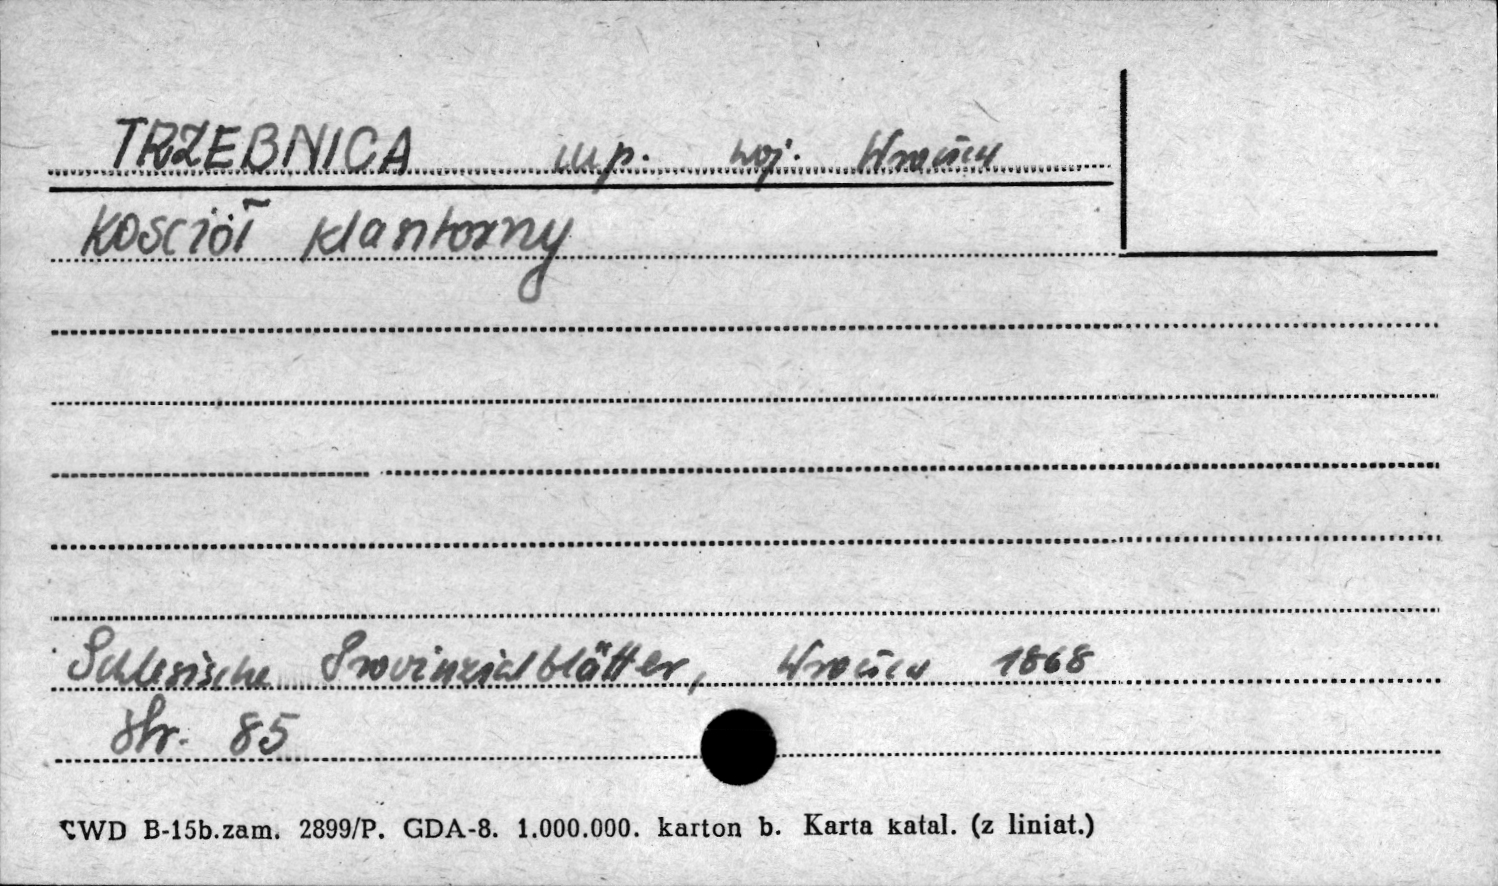 TRZEBNICA mp. woj. Wrocław
Kościół klasztorny
Schlesische Provinzialblätter, Wrocław 1868
str. 85
CWD B-15b.zam. 2899/P. GDA-8. 1.000.000. karton b. Karta katal. (z liniat.)